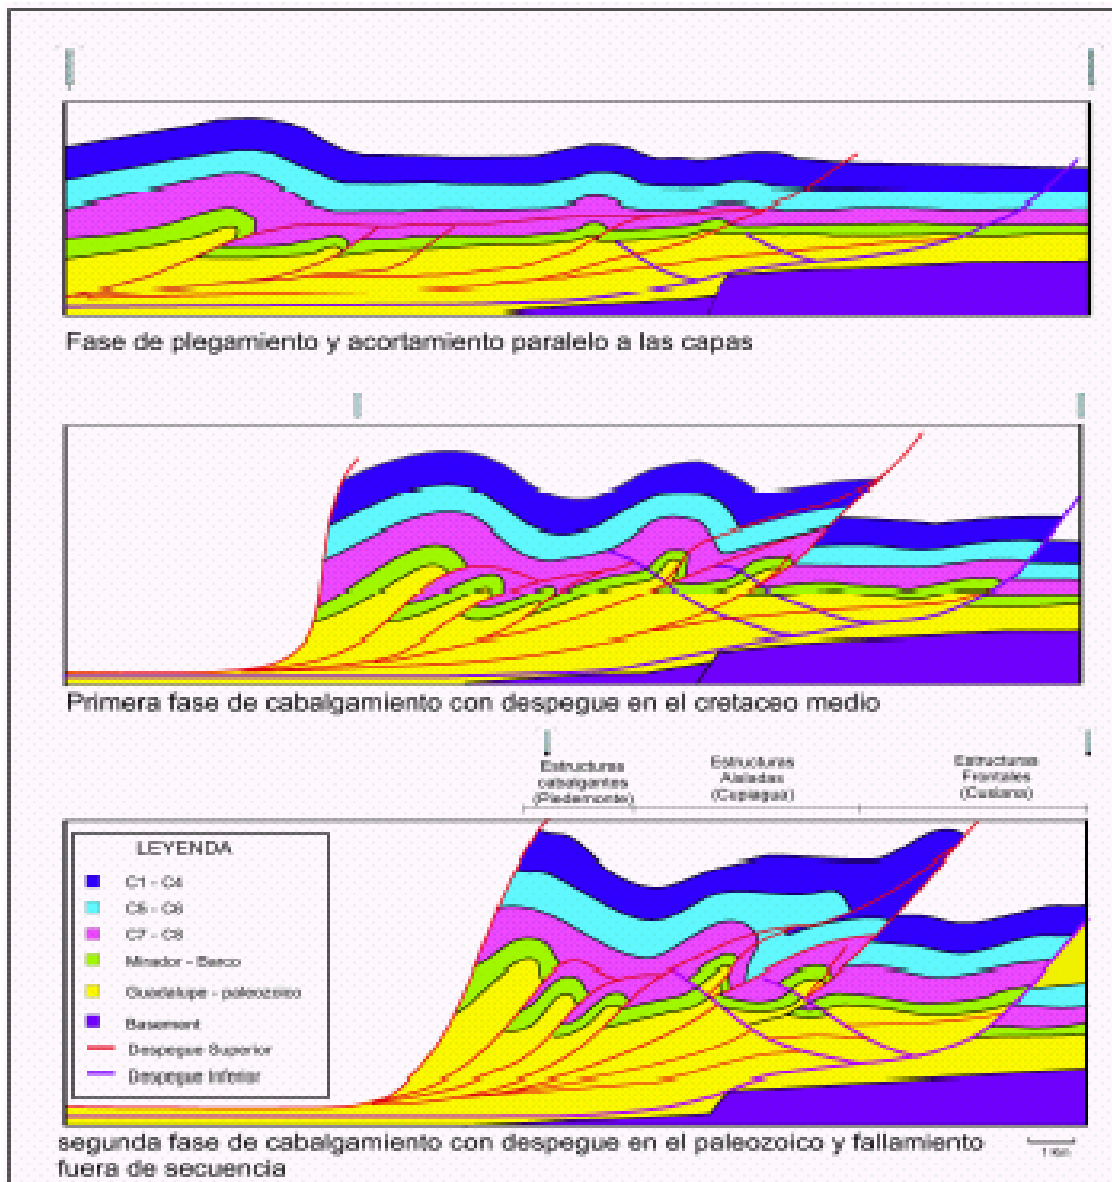 Fase de plegamiento y acortamiento paralelo a las capas
Primera fase de cabalgamiento con despegue en el cretaceo medio
Estructuras
cabalgantes
(Piedemonte)
Estructuras
Aisladas
(Cupiagua)
Estructuras
Frontales
(Cusiana)
LEYENDA
C1 - C4
C5 - C6
C7 - C8
Mirador - Barco
Guadalupe - paleozoico
Basement
Despegue Superior
Despegue Inferior
1 Km
segunda fase de cabalgamiento con despegue en el paleozoico y fallamiento
fuera de secuencia